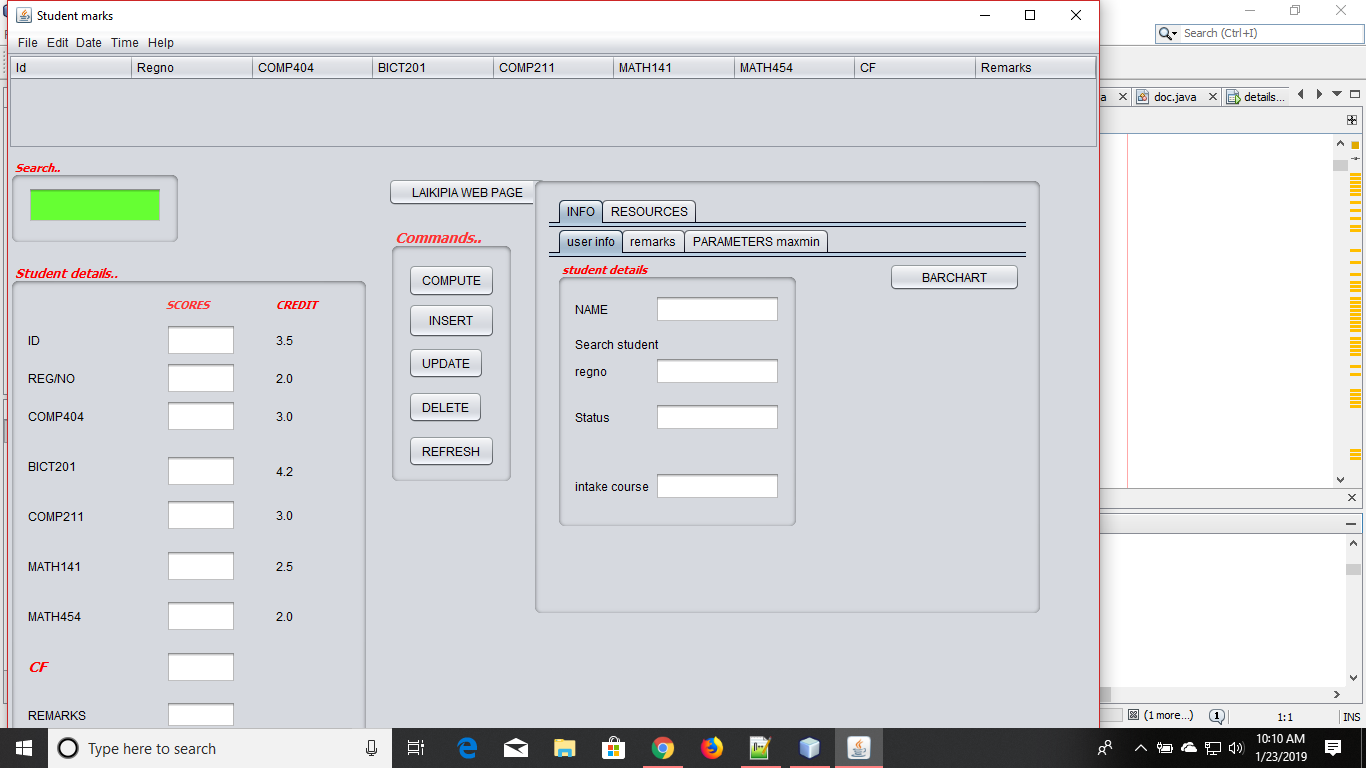 Student marks
File Edit Date Time Help
Search (Ctrl+I)
Id Regno COMP404 BICT201 COMP211 MATH141 MATH454 CF Remarks
a doc.java details...
Search..
LAIKIPIA WEB PAGE
INFO RESOURCES
user info remarks PARAMETERS maxmin
Commands..
COMPUTE
INSERT
UPDATE
DELETE
REFRESH
student details
BARCHART
NAME
Search student
regno
Status
intake course
Student details..
SCORES CREDIT
ID 3.5
REG/NO 2.0
COMP404 3.0
BICT201 4.2
COMP211 3.0
MATH141 2.5
MATH454 2.0
CF
REMARKS
(1 more...) 1 1:1 INS
Type here to search
10:10 AM
1/23/2019